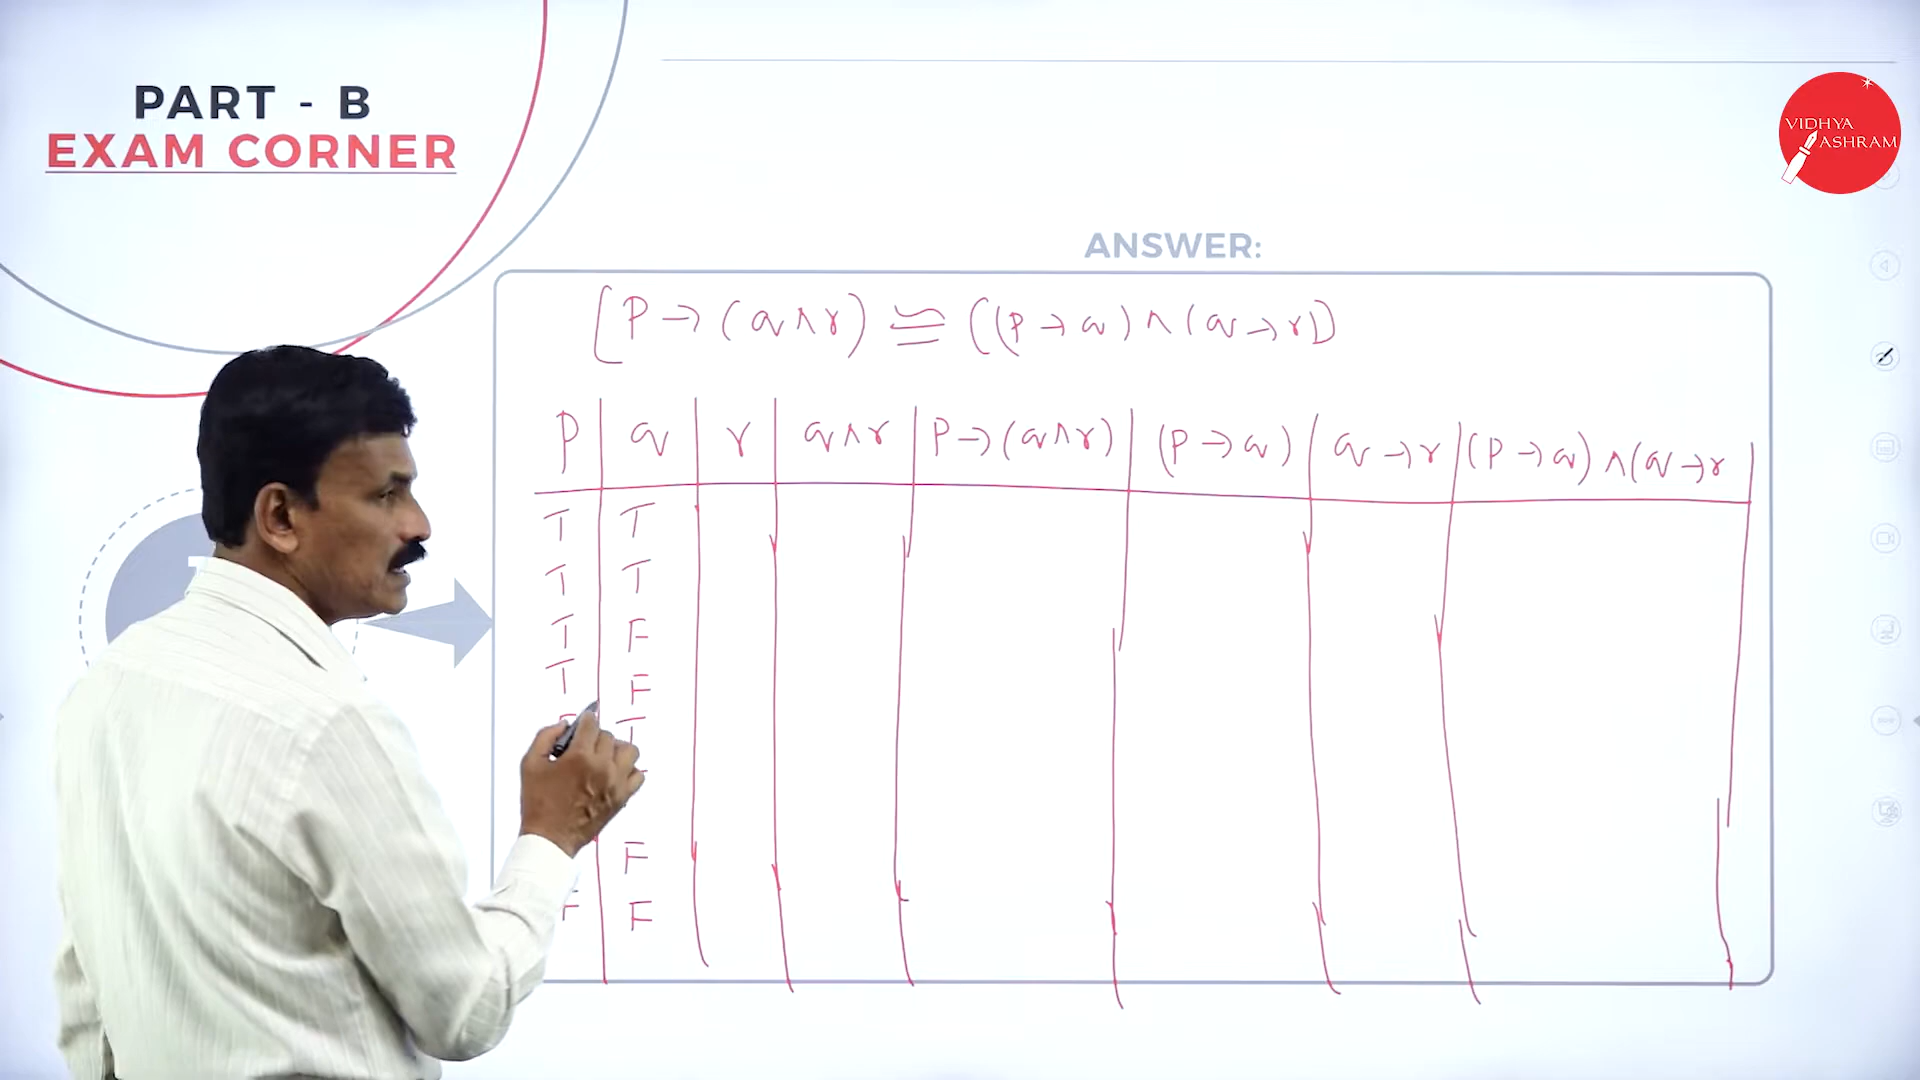 PART - B
EXAM CORNER
VIDHYA
ASHRAM
ANSWER:
[P → (q ∧ r) ≅ ((p → q) ∧ (q → r))
P q r q ∧ r P → (q ∧ r) (P → q) q → r (P → q) ∧ (q → r
T T
T T
T F
T F
T
F
F F